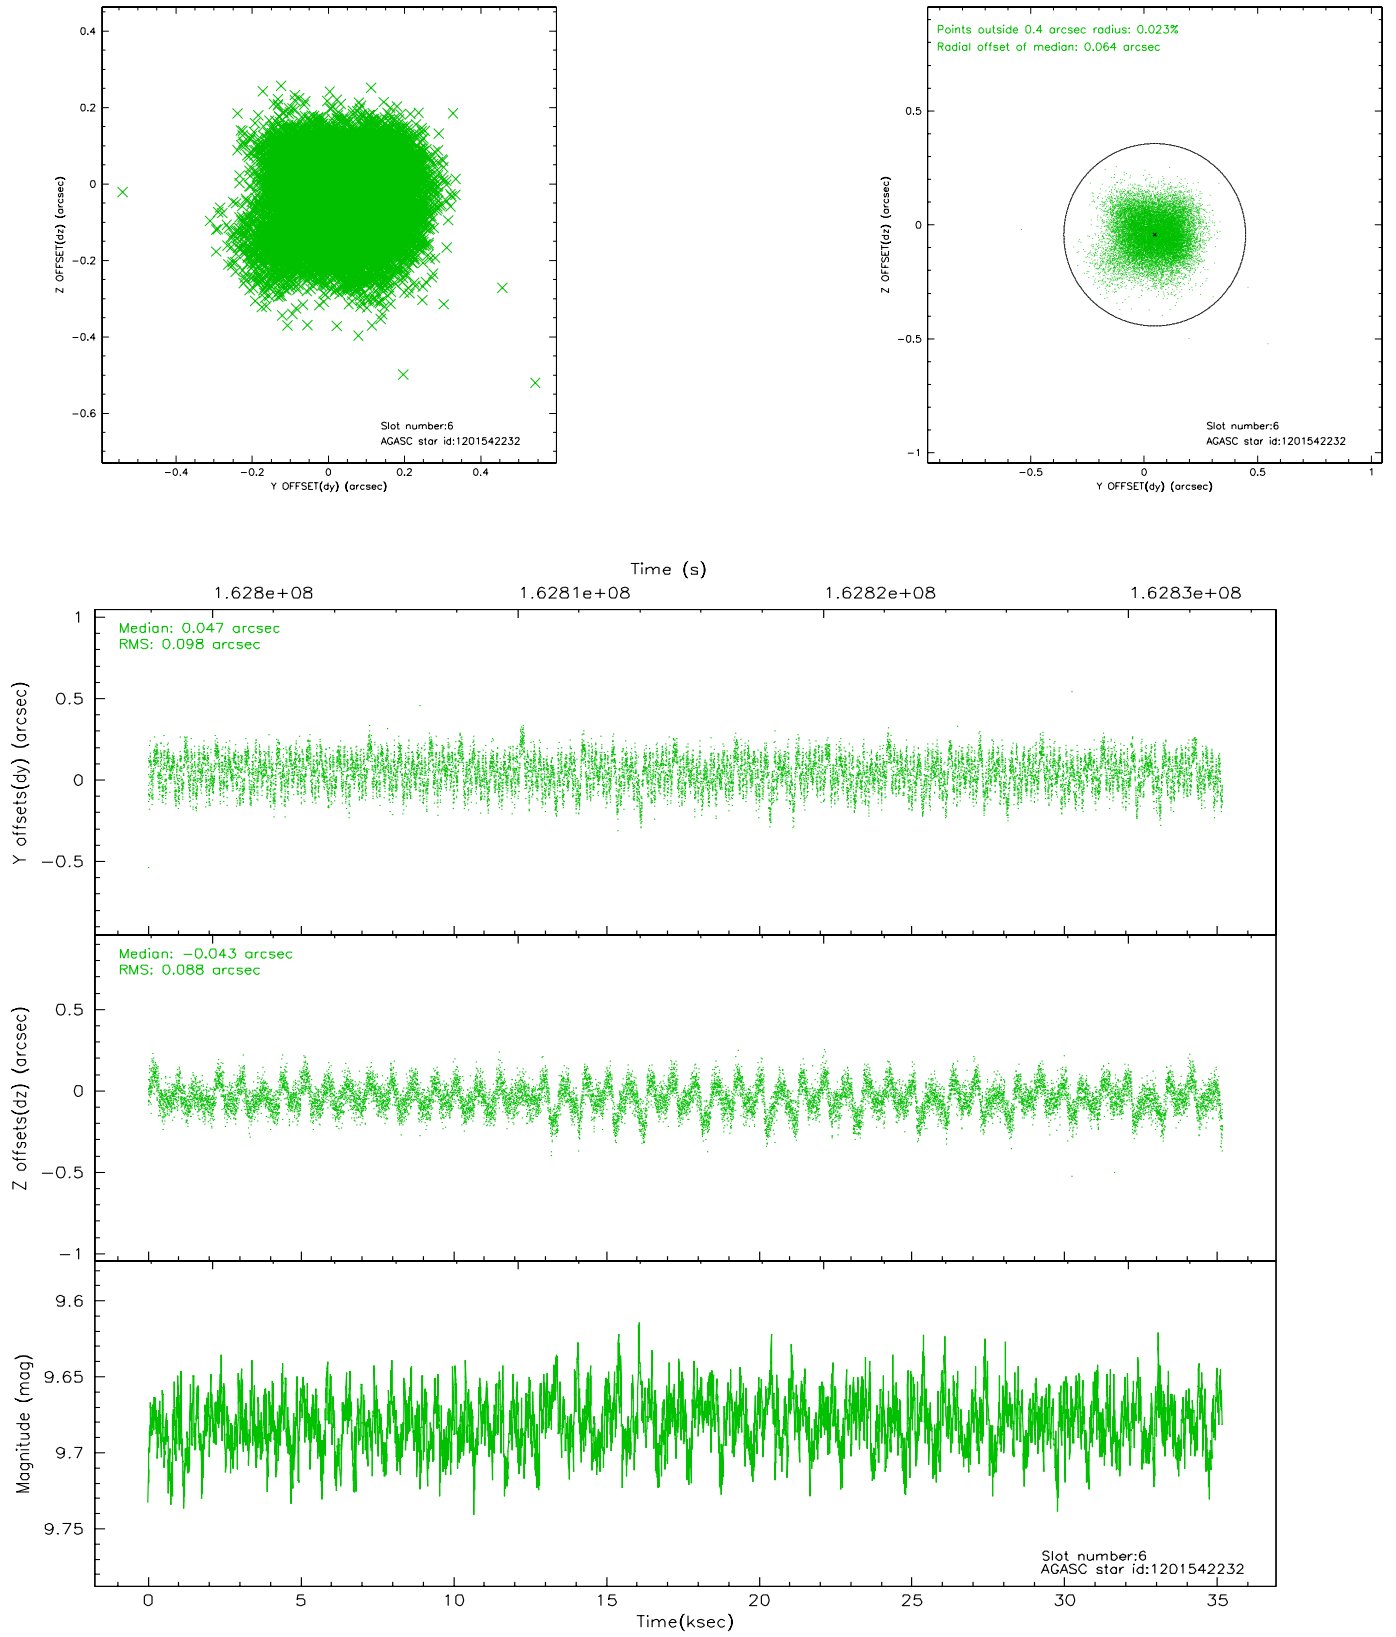 0.4
0.2
0
−0.2
−0.4
−0.6
Z OFFSET(dz) (arcsec)
−0.4
−0.2
0
0.2
0.4
Y OFFSET(dy) (arcsec)
Slot number:6
AGASC star id:1201542232
Points outside 0.4 arcsec radius: 0.023%
Radial offset of median: 0.064 arcsec
0.5
0
−0.5
−1
Z OFFSET(dz) (arcsec)
−0.5
0
0.5
1
Y OFFSET(dy) (arcsec)
Slot number:6
AGASC star id:1201542232
Time (s)
1.628e+08
1.6281e+08
1.6282e+08
1.6283e+08
Median: 0.047 arcsec
RMS: 0.098 arcsec
1
0.5
0
−0.5
Y offsets(dy) (arcsec)
Median: −0.043 arcsec
RMS: 0.088 arcsec
0.5
0
−0.5
−1
Z offsets(dz) (arcsec)
9.6
9.65
9.7
9.75
Magnitude (mag)
Slot number:6
AGASC star id:1201542232
0
5
10
15
20
25
30
35
Time(ksec)